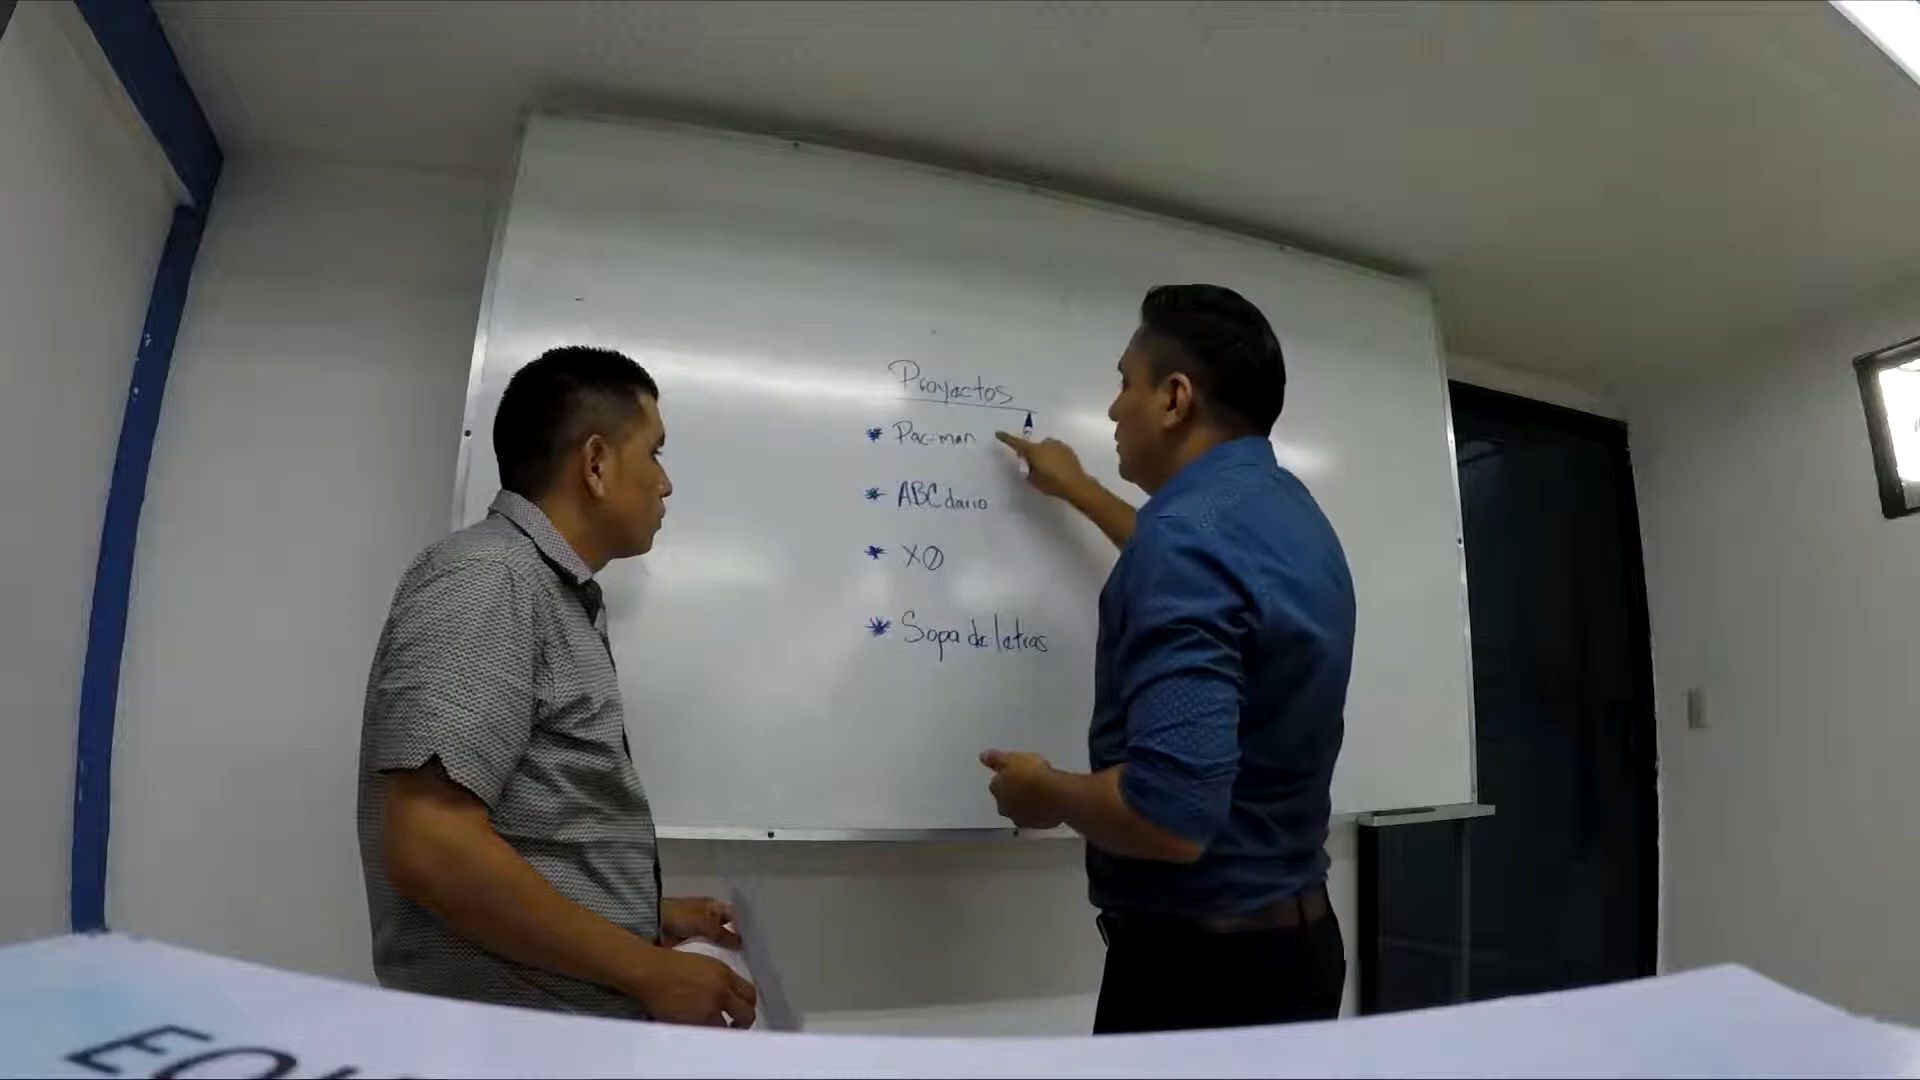 Proyectos
* Pac-man
* ABCdario
* XO
* Sopa de letras